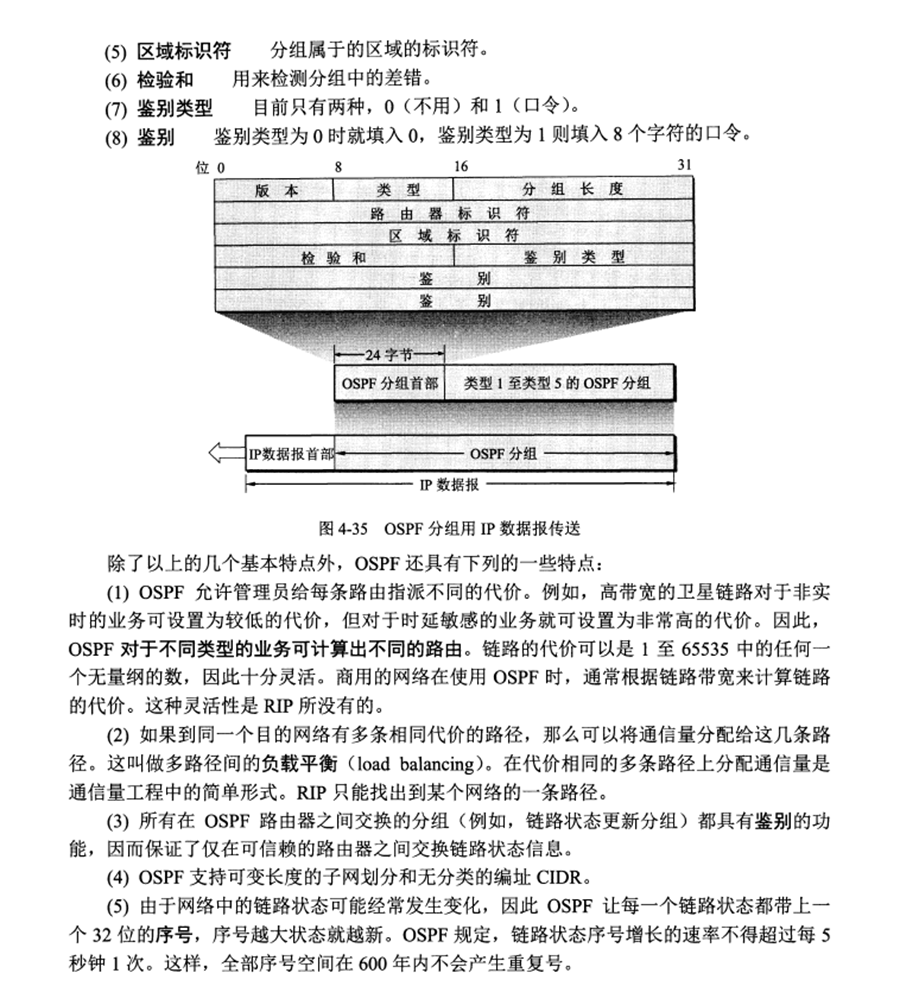 (5) 区域标识符　　分组属于的区域的标识符。
(6) 检验和　　用来检测分组中的差错。
(7) 鉴别类型　　目前只有两种，0（不用）和 1（口令）。
(8) 鉴别　　鉴别类型为 0 时就填入 0，鉴别类型为 1 则填入 8 个字符的口令。
位 0 8 16 31
版 本 类 型 分 组 长 度
路 由 器 标 识 符
区 域 标 识 符
检 验 和 鉴 别 类 型
鉴 别
鉴 别
24 字节
OSPF 分组首部 类型 1 至类型 5 的 OSPF 分组
IP数据报首部 OSPF 分组
IP 数据报
图 4-35　OSPF 分组用 IP 数据报传送
除了以上的几个基本特点外，OSPF 还具有下列的一些特点：
(1) OSPF 允许管理员给每条路由指派不同的代价。例如，高带宽的卫星链路对于非实
时的业务可设置为较低的代价，但对于时延敏感的业务就可设置为非常高的代价。因此，
OSPF 对于不同类型的业务可计算出不同的路由。链路的代价可以是 1 至 65535 中的任何一
个无量纲的数，因此十分灵活。商用的网络在使用 OSPF 时，通常根据链路带宽来计算链路
的代价。这种灵活性是 RIP 所没有的。
(2) 如果到同一个目的网络有多条相同代价的路径，那么可以将通信量分配给这几条路
径。这叫做多路径间的负载平衡（load balancing）。在代价相同的多条路径上分配通信量是
通信量工程中的简单形式。RIP 只能找出到某个网络的一条路径。
(3) 所有在 OSPF 路由器之间交换的分组（例如，链路状态更新分组）都具有鉴别的功
能，因而保证了仅在可信赖的路由器之间交换链路状态信息。
(4) OSPF 支持可变长度的子网划分和无分类的编址 CIDR。
(5) 由于网络中的链路状态可能经常发生变化，因此 OSPF 让每一个链路状态都带上一
个 32 位的序号，序号越大状态就越新。OSPF 规定，链路状态序号增长的速率不得超过每 5
秒钟 1 次。这样，全部序号空间在 600 年内不会产生重复号。